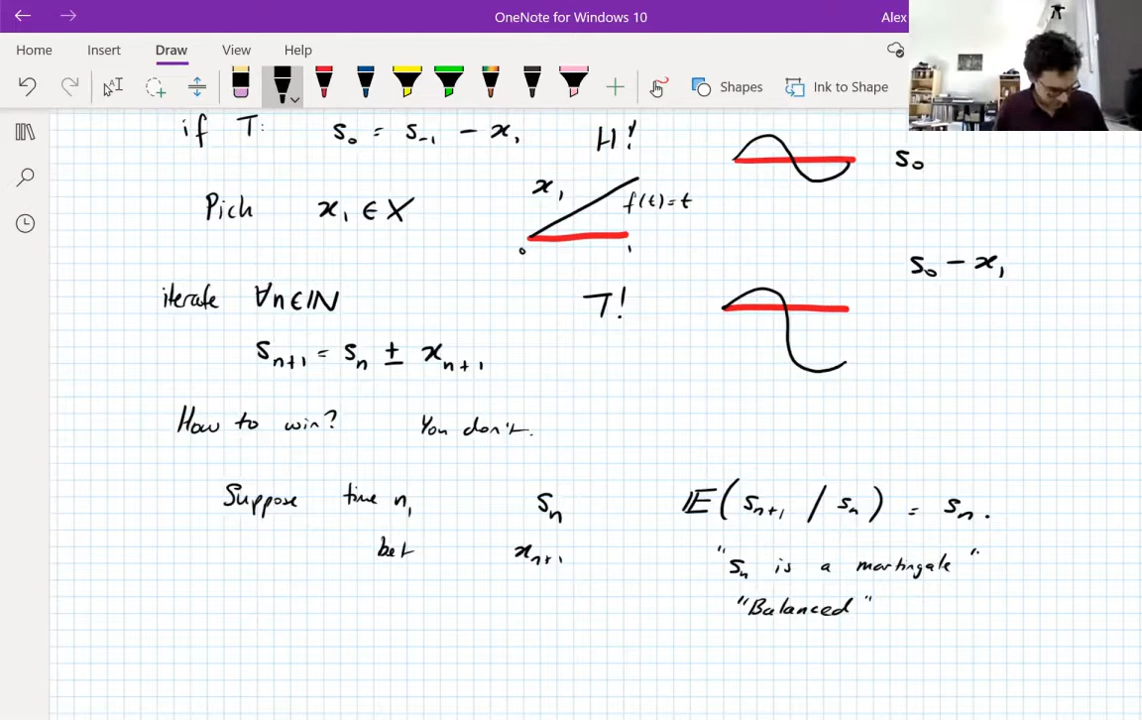 OneNote for Windows 10
Alex
Home Insert Draw View Help
Shapes Ink to Shape
if T: s₀ = s₋₁ - x₁ H!
s₀
Pich x₁ ∈ X
x₁ f(t)=t
0 1
s₀ - x₁
iterate ∀n∈ℕ T!
sₙ₊₁ = sₙ ± xₙ₊₁
How to win? You don't.
Suppose time n, sₙ 𝔼(sₙ₊₁ / sₙ) = sₙ.
bet xₙ₊₁ "sₙ is a martingale"
"Balanced"